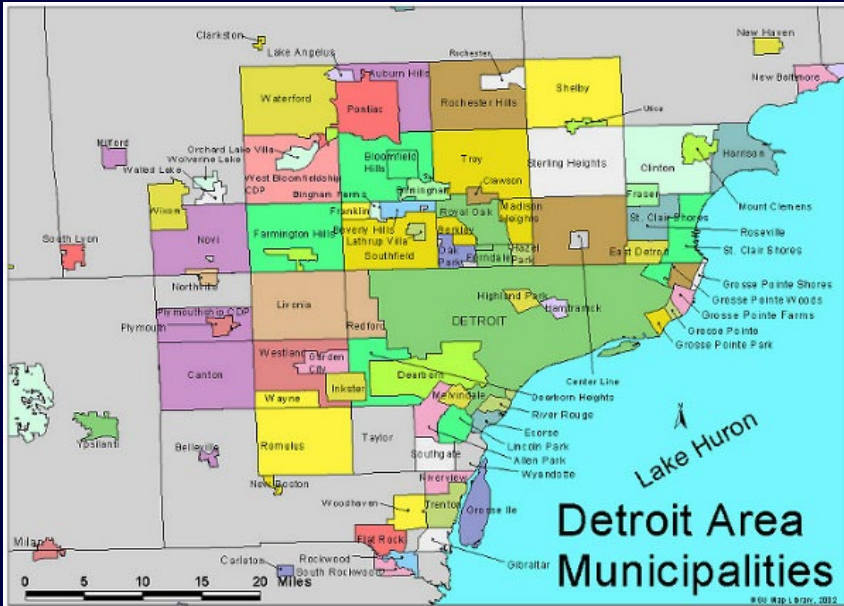 Clarkston
New Haven
Lake Angelus
Rochester
Auburn Hills
New Baltimore
Waterford
Pontiac
Rochester Hills
Shelby
Utica
Milford
Orchard Lake Villa
Wolverine Lake
Walled Lake
Bloomfield
Hills
Troy
Sterling Heights
Clinton
Harrison
West Bloomfieldship
CDP
Bingham Farms
Birmingham
Clawson
Fraser
Mount Clemens
Wixom
Franklin
Royal Oak
Madison
Heights
St. Clair Shores
Roseville
Novi
Farmington Hills
Beverly Hills
Lathrup Villa
Berkley
Southfield
Oak
Park
Ferndale
Hazel
Park
East Detroit
St. Clair Shores
South Lyon
Northville
Highland Park
Hamtramck
Grosse Pointe Shores
Grosse Pointe Woods
Grosse Pointe Farms
Grosse Pointe
Grosse Pointe Park
Plymouthship CDP
Plymouth
Livonia
Redford
DETROIT
Canton
Westland
Garden
City
Dearborn
Center Line
Wayne
Inkster
Melvindale
Dearborn Heights
River Rouge
Ecorse
Lincoln Park
Allen Park
Wyandotte
Ypsilanti
Belleville
Romulus
Taylor
Southgate
Lake Huron
New Boston
Riverview
Woodhaven
Trenton
Grosse Ile
Milan
Flat Rock
Rockwood
South Rockwood
Carlston
Gibraltar
Detroit Area
Municipalities
0 5 10 15 20
Miles
MSU Map Library, 2002